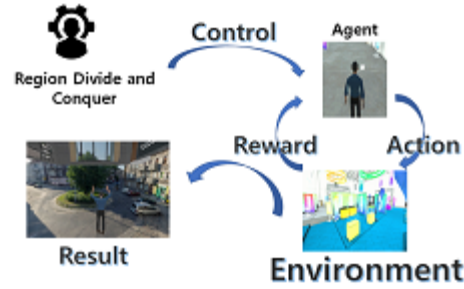 Control
Agent
Region Divide and
Conquer
Reward
Action
Result
Environment